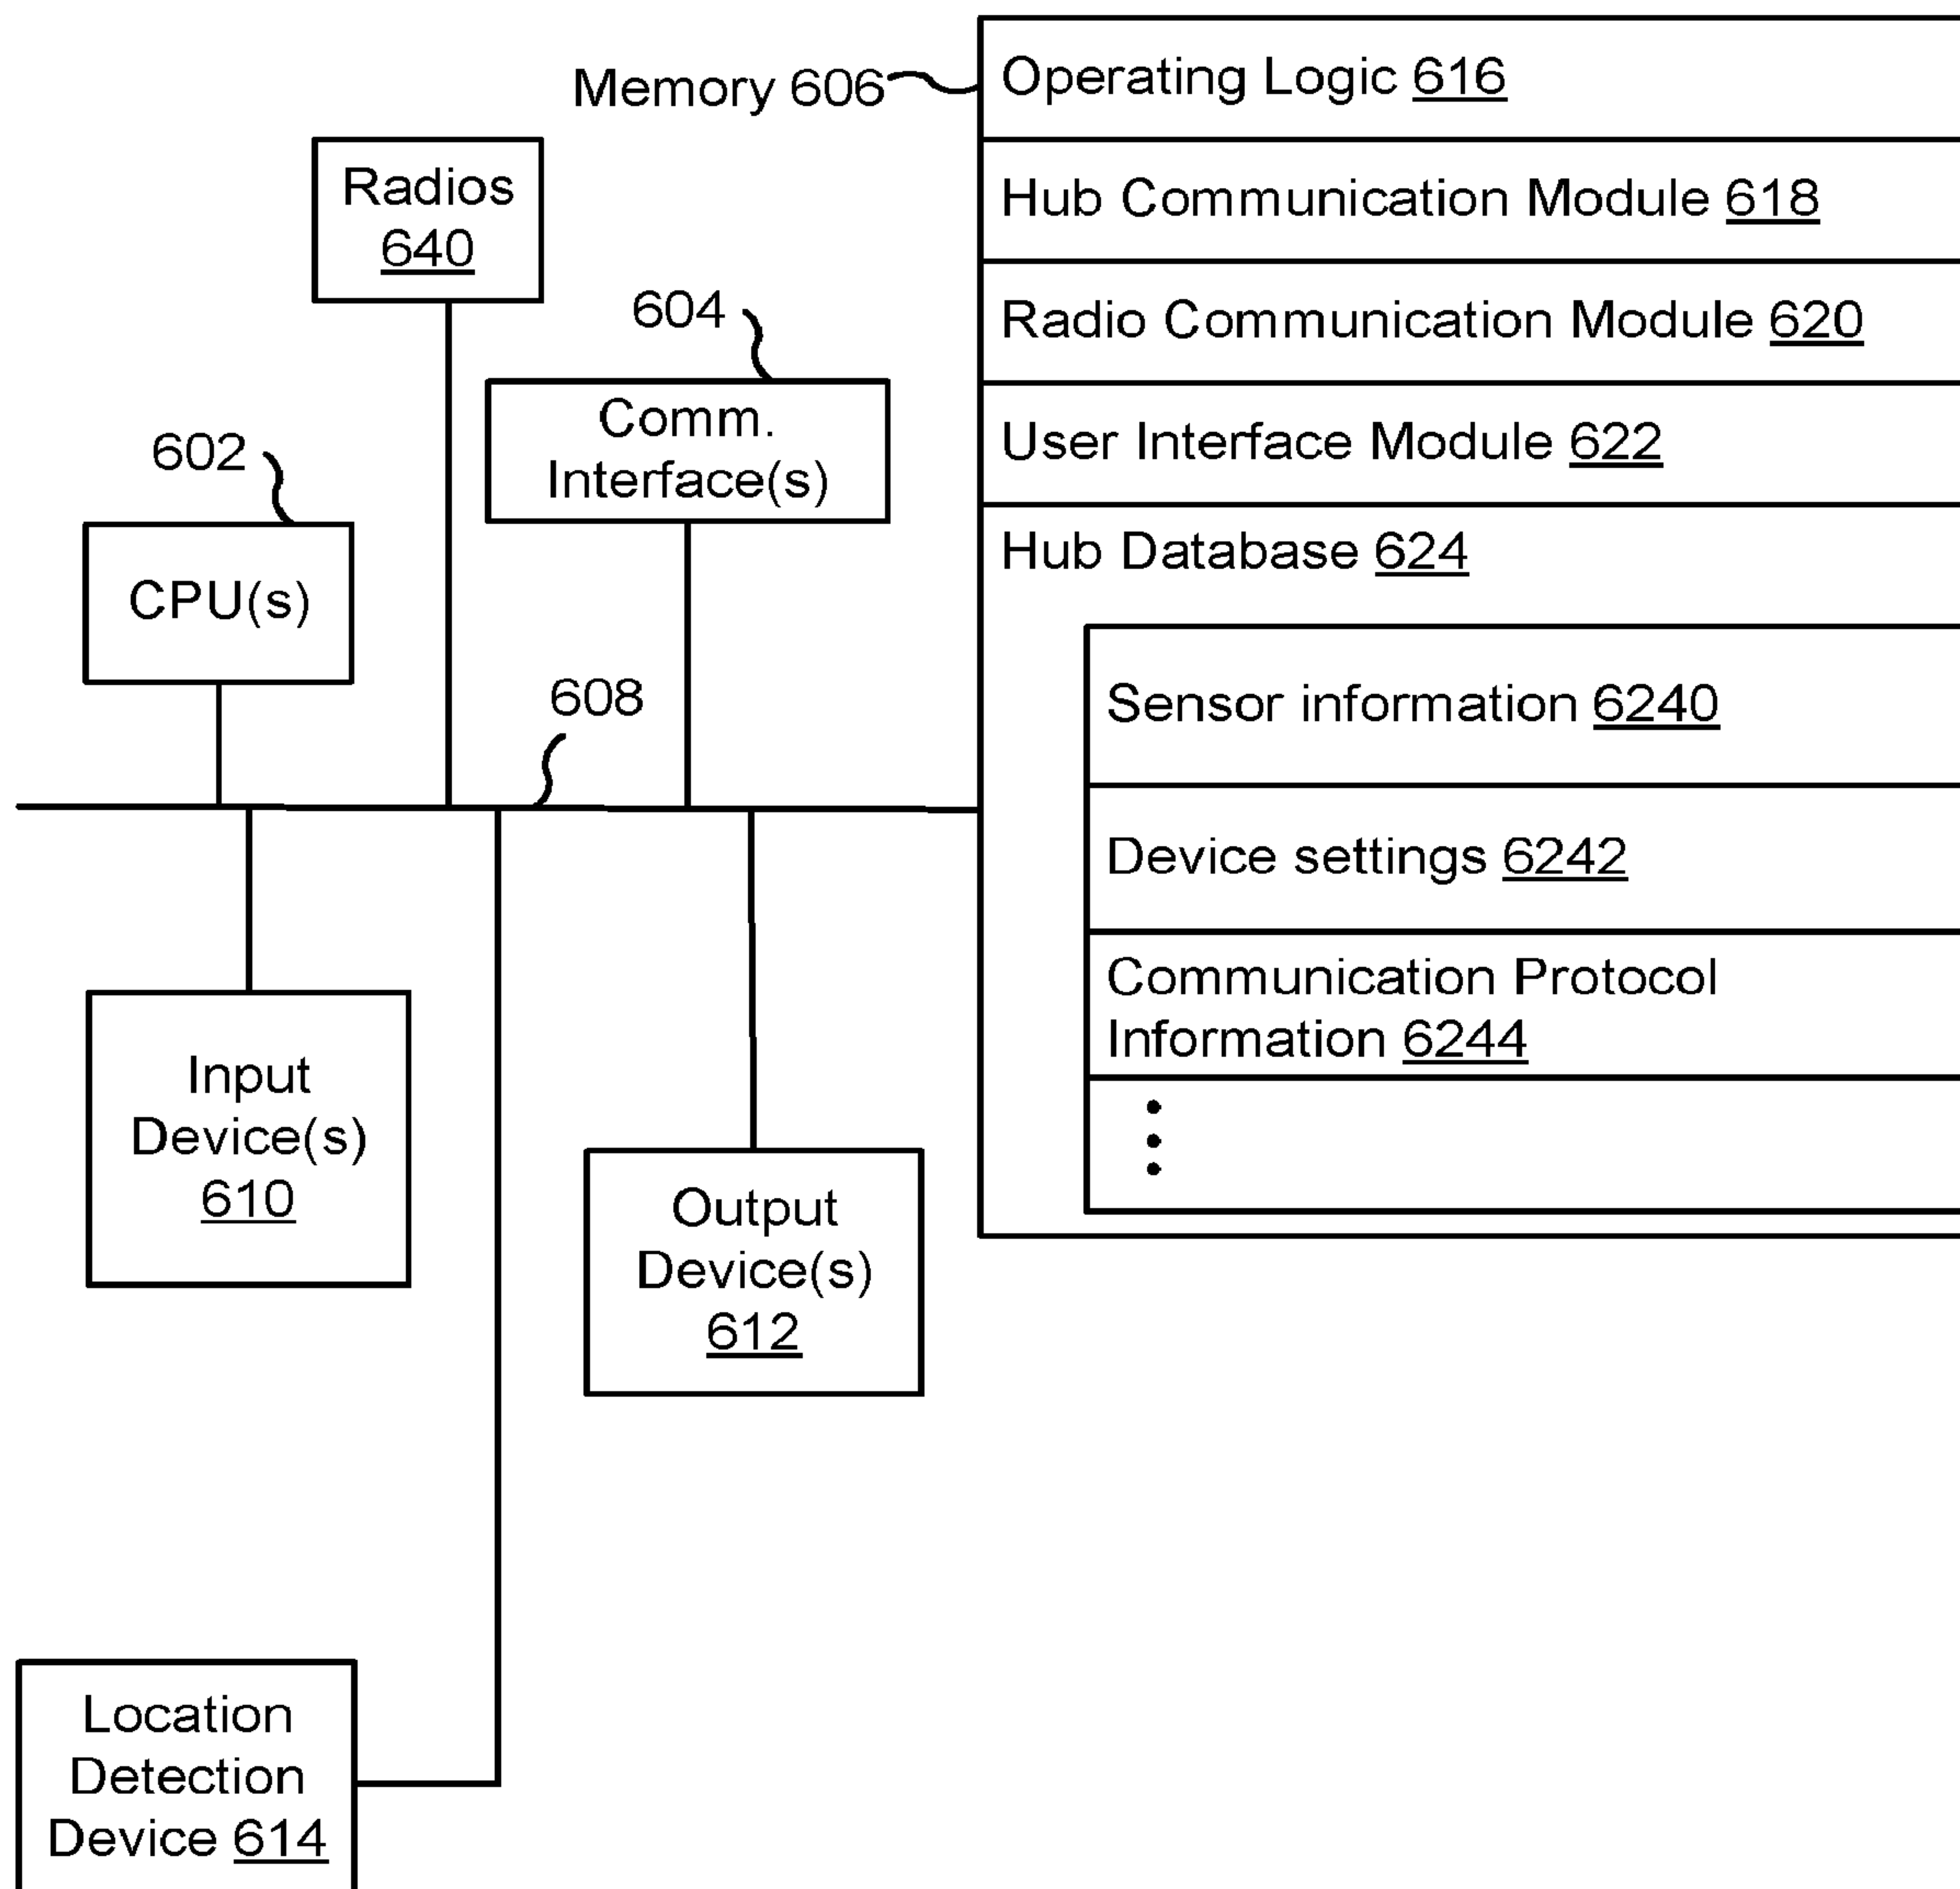 Memory 606
Operating Logic 616
Hub Communication Module 618
Radio Communication Module 620
User Interface Module 622
Hub Database 624
Sensor information 6240
Device settings 6242
Communication Protocol
Information 6244
Radios
640
604
Comm.
Interface(s)
602
CPU(s)
608
Input
Device(s)
610
Output
Device(s)
612
Location
Detection
Device 614